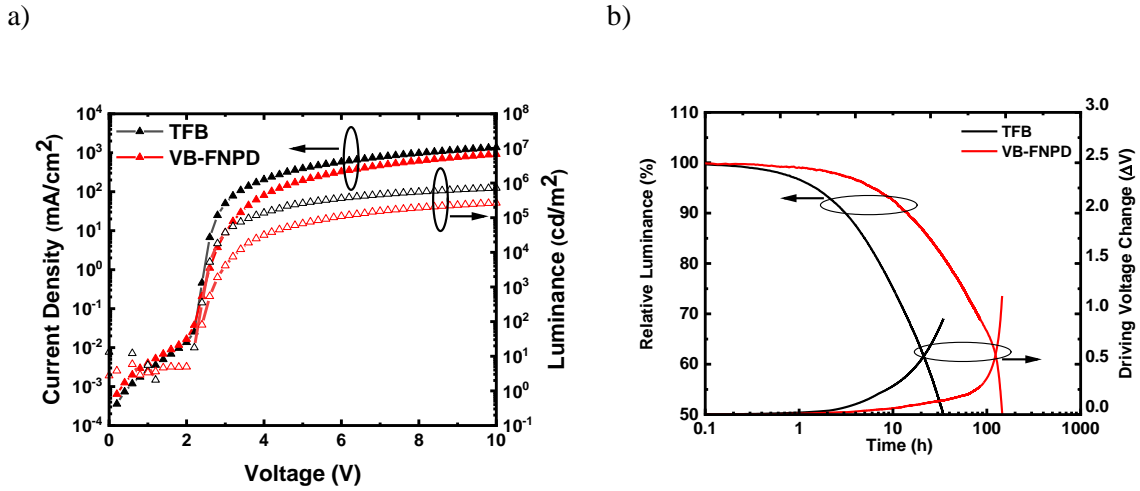 a)
b)
10^4
10^3
10^2
10^1
10^0
10^-1
10^-2
10^-3
10^-4
Current Density (mA/cm2)
TFB
VB-FNPD
10^8
10^7
10^6
10^5
10^4
10^3
10^2
10^1
10^0
10^-1
Luminance (cd/m^2)
0 2 4 6 8 10
Voltage (V)
110
100
90
80
70
60
50
Relative Luminance (%)
TFB
VB-FNPD
3.0
2.5
2.0
1.5
1.0
0.5
0.0
Driving Voltage Change (ΔV)
0.1 1 10 100 1000
Time (h)